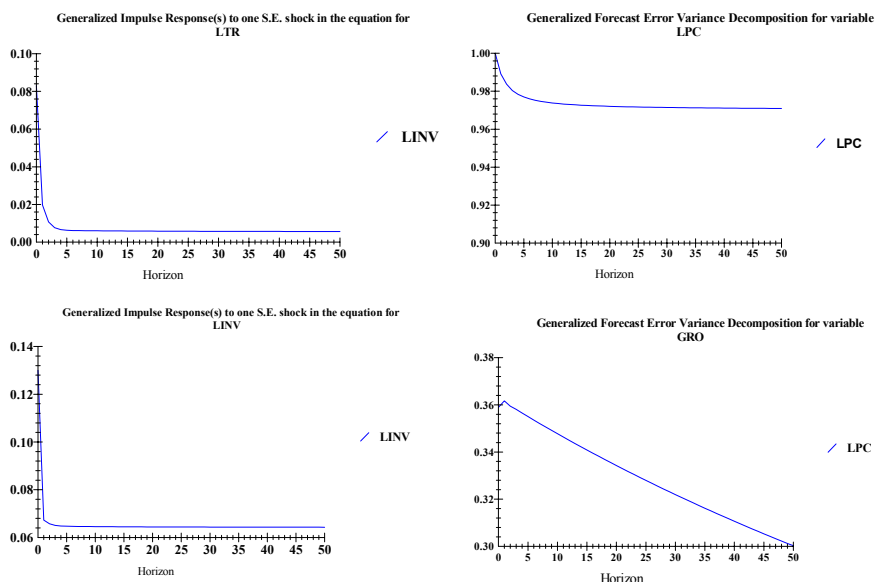 Generalized Impulse Response(s) to one S.E. shock in the equation for
LTR
0.10
0.08
0.06
0.04
0.02
0.00
0 5 10 15 20 25 30 35 40 45 50
Horizon
LINV
Generalized Forecast Error Variance Decomposition for variable
LPC
1.00
0.98
0.96
0.94
0.92
0.90
0 5 10 15 20 25 30 35 40 45 50
Horizon
LPC
Generalized Impulse Response(s) to one S.E. shock in the equation for
LINV
0.14
0.12
0.10
0.08
0.06
0 5 10 15 20 25 30 35 40 45 50
Horizon
LINV
Generalized Forecast Error Variance Decomposition for variable
GRO
0.38
0.36
0.34
0.32
0.30
0 5 10 15 20 25 30 35 40 45 50
Horizon
LPC